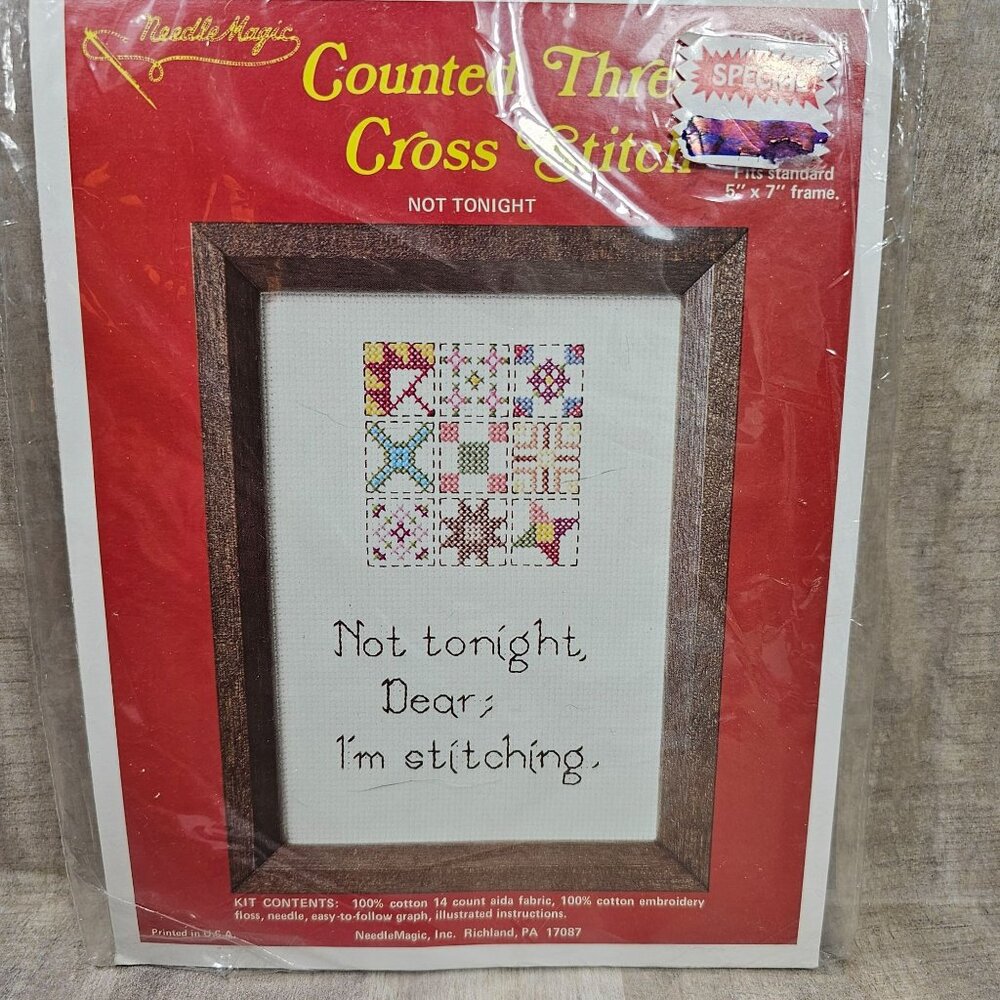 NeedleMagic
Counted Thre
Cross Stitch
SPECIAL
Fits standard
5" x 7" frame.
NOT TONIGHT
Not tonight,
Dear;
I'm stitching.
KIT CONTENTS: 100% cotton 14 count aida fabric, 100% cotton embroidery
floss, needle, easy-to-follow graph, illustrated instructions.
Printed in U.S.A. NeedleMagic, Inc. Richland, PA 17087